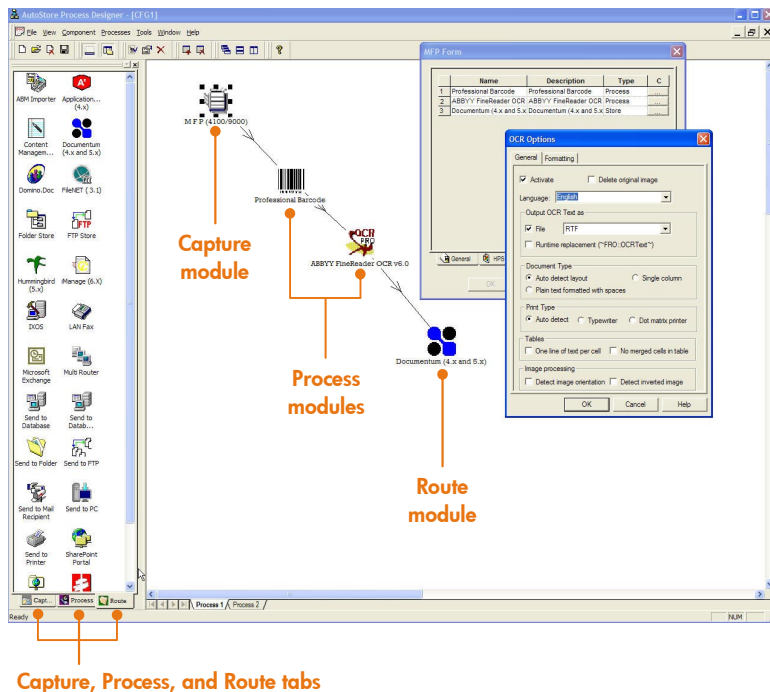 AutoStore Process Designer - [CFG1]
File View Component Processes Tools Window Help
ABM Importer
Application... (4.x)
Content Managem...
Documentum (4.x and 5.x)
Domino.Doc
FileNET ( 3.1)
Folder Store
FTP Store
Hummingbird (5.x)
iManage (6.X)
IXOS
LAN Fax
Microsoft Exchange
Multi Router
Send to Database
Send to Datab...
Send to Folder
Send to FTP
Send to Mail Recipient
Send to PC
Send to Printer
SharePoint Portal
Capt...
Process
Route
Ready
M F P (4100/9000)
Professional Barcode
OCR PRO
ABBYY FineReader OCR v6.0
Documentum (4.x and 5.x)
Capture module
Process modules
Route module
Process 1
Process 2
NUM
MFP Form
Name Description Type C
1 Professional Barcode Professional Barcode Process ...
2 ABBYY FineReader OCR ABBYY FineReader OCR Process ...
3 Documentum (4.x and 5.x) Documentum (4.x and 5.x) Store ...
General
HPS
OK
OCR Options
General
Formatting
Activate
Delete original image
Language: English
Output OCR Text as
File RTF
Runtime replacement (~FRO::OCRText~)
Document Type
Auto detect layout
Single column
Plain text formatted with spaces
Print Type
Auto detect
Typewriter
Dot matrix printer
Tables
One line of text per cell
No merged cells in table
Image processing
Detect image orientation
Detect inverted image
OK
Cancel
Help
Capture, Process, and Route tabs